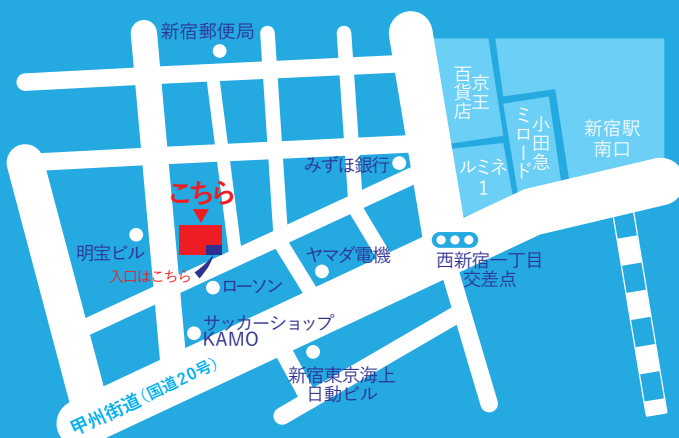 新宿郵便局
京王
百貨店
小田急
ミロード
新宿駅
南口
ルミネ
1
みずほ銀行
こちら
明宝ビル
入口はこちら
ヤマダ電機
西新宿一丁目
交差点
ローソン
サッカーショップ
KAMO
新宿東京海上
日動ビル
甲州街道(国道20号)